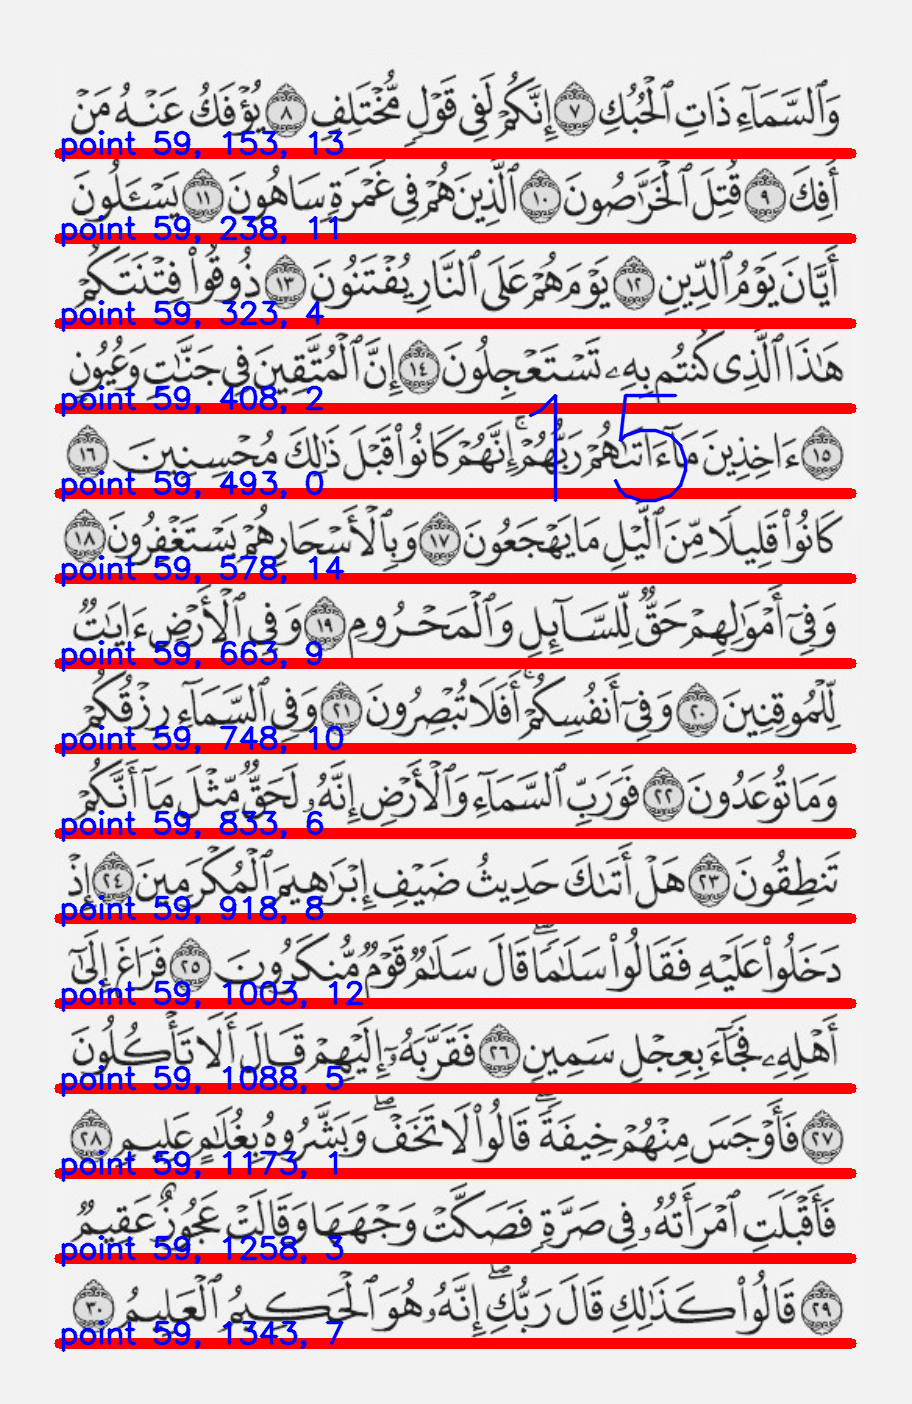 وَٱلسَّمَآءِ ذَاتِ ٱلْحُبُكِ ٧ إِنَّكُمْ لَفِى قَوْلٍ مُّخْتَلِفٍ ٨ يُؤْفَكُ عَنْهُ مَنْ
point 59, 153, 13
أُفِكَ ٩ قُتِلَ ٱلْخَرَّٰصُونَ ١٠ ٱلَّذِينَ هُمْ فِى غَمْرَةٍ سَاهُونَ ١١ يَسْـَٔلُونَ
point 59, 238, 11
أَيَّانَ يَوْمُ ٱلدِّينِ ١٢ يَوْمَ هُمْ عَلَى ٱلنَّارِ يُفْتَنُونَ ١٣ ذُوقُوا۟ فِتْنَتَكُمْ
point 59, 323, 4
هَـٰذَا ٱلَّذِى كُنتُم بِهِۦ تَسْتَعْجِلُونَ ١٤ إِنَّ ٱلْمُتَّقِينَ فِى جَنَّـٰتٍ وَعُيُونٍ
point 59, 408, 2
15
١٥ ءَاخِذِينَ مَآ ءَاتَىٰهُمْ رَبُّهُمْ ۚ إِنَّهُمْ كَانُوا۟ قَبْلَ ذَٰلِكَ مُحْسِنِينَ ١٦
point 59, 493, 0
كَانُوا۟ قَلِيلًا مِّنَ ٱلَّيْلِ مَا يَهْجَعُونَ ١٧ وَبِٱلْأَسْحَارِ هُمْ يَسْتَغْفِرُونَ ١٨
point 59, 578, 14
وَفِىٓ أَمْوَٰلِهِمْ حَقٌّ لِّلسَّآئِلِ وَٱلْمَحْرُومِ ١٩ وَفِى ٱلْأَرْضِ ءَايَـٰتٌ
point 59, 663, 9
لِّلْمُوقِنِينَ ٢٠ وَفِىٓ أَنفُسِكُمْ ۚ أَفَلَا تُبْصِرُونَ ٢١ وَفِى ٱلسَّمَآءِ رِزْقُكُمْ
point 59, 748, 10
وَمَا تُوعَدُونَ ٢٢ فَوَرَبِّ ٱلسَّمَآءِ وَٱلْأَرْضِ إِنَّهُۥ لَحَقٌّ مِّثْلَ مَآ أَنَّكُمْ
point 59, 833, 6
تَنطِقُونَ ٢٣ هَلْ أَتَىٰكَ حَدِيثُ ضَيْفِ إِبْرَٰهِيمَ ٱلْمُكْرَمِينَ ٢٤ إِذْ
point 59, 918, 8
دَخَلُوا۟ عَلَيْهِ فَقَالُوا۟ سَلَـٰمًا ۖ قَالَ سَلَـٰمٌ قَوْمٌ مُّنكَرُونَ ٢٥ فَرَاغَ إِلَىٰٓ
point 59, 1003, 12
أَهْلِهِۦ فَجَآءَ بِعِجْلٍ سَمِينٍ ٢٦ فَقَرَّبَهُۥٓ إِلَيْهِمْ قَالَ أَلَا تَأْكُلُونَ
point 59, 1088, 5
٢٧ فَأَوْجَسَ مِنْهُمْ خِيفَةً ۖ قَالُوا۟ لَا تَخَفْ ۖ وَبَشَّرُوهُ بِغُلَـٰمٍ عَلِيمٍ ٢٨
point 59, 1173, 1
فَأَقْبَلَتِ ٱمْرَأَتُهُۥ فِى صَرَّةٍ فَصَكَّتْ وَجْهَهَا وَقَالَتْ عَجُوزٌ عَقِيمٌ
point 59, 1258, 3
٢٩ قَالُوا۟ كَذَٰلِكِ قَالَ رَبُّكِ ۖ إِنَّهُۥ هُوَ ٱلْحَكِيمُ ٱلْعَلِيمُ ٣٠
point 59, 1343, 7